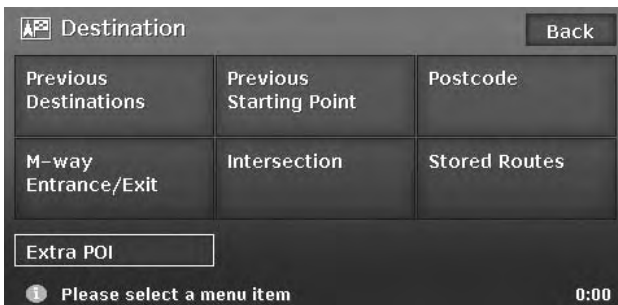 Destination
Back
Previous
Destinations
Previous
Starting Point
Postcode
M-way
Entrance/Exit
Intersection
Stored Routes
Extra POI
Please select a menu item
0:00